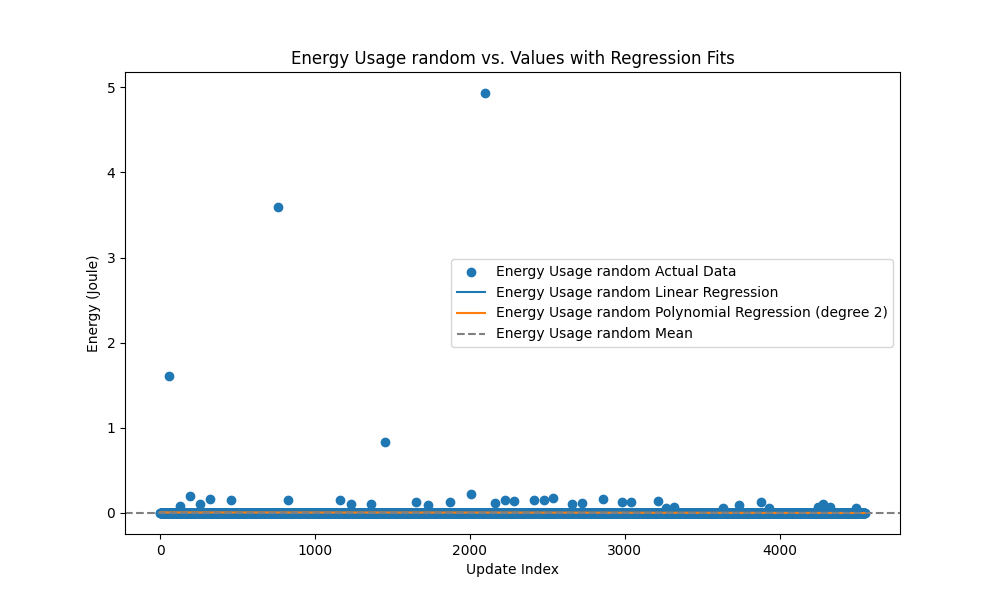 Energy Usage random vs. Values with Regression Fits
5
4
3
2
1
0
Energy (Joule)
Energy Usage random Actual Data
Energy Usage random Linear Regression
Energy Usage random Polynomial Regression (degree 2)
Energy Usage random Mean
0 1000 2000 3000 4000
Update Index